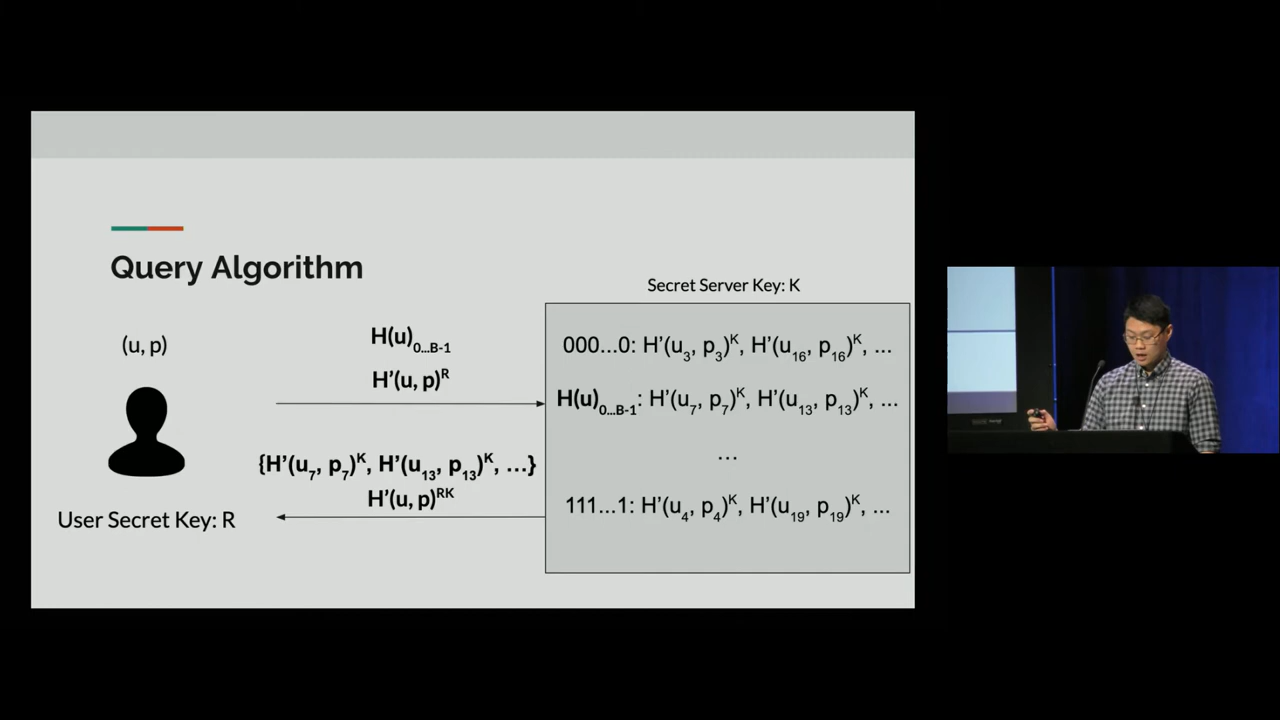 Query Algorithm
Secret Server Key: K
(u, p)
H(u)0...B-1
H'(u, p)^R
000...0: H'(u3, p3)^K, H'(u16, p16)^K, ...
H(u)0...B-1: H'(u7, p7)^K, H'(u13, p13)^K, ...
...
{H'(u7, p7)^K, H'(u13, p13)^K, ...}
H'(u, p)^RK
111...1: H'(u4, p4)^K, H'(u19, p19)^K, ...
User Secret Key: R